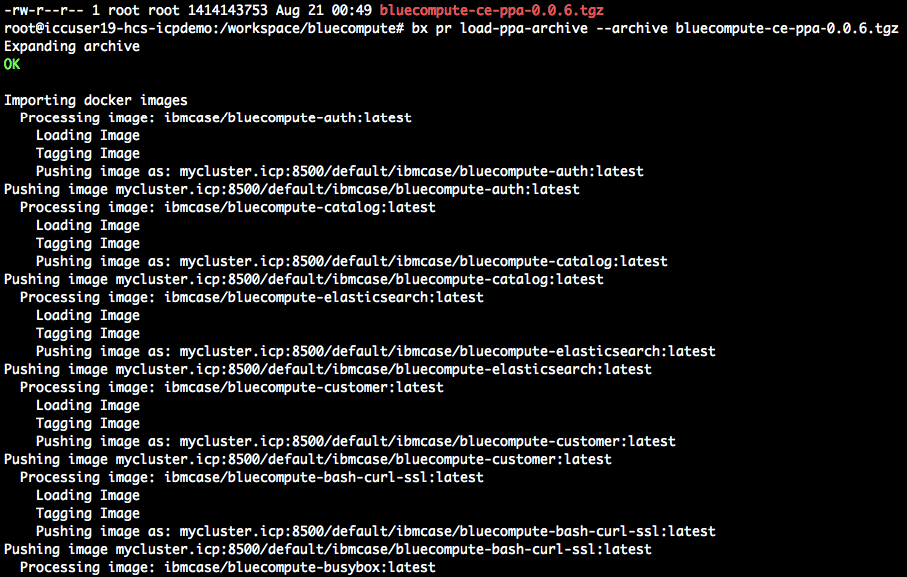 -rw-r--r-- 1 root root 1414143753 Aug 21 00:49 bluecompute-ce-ppa-0.0.6.tgz
root@iccuser19-hcs-icpdemo:/workspace/bluecompute# bx pr load-ppa-archive --archive bluecompute-ce-ppa-0.0.6.tgz
Expanding archive
OK
Importing docker images
Processing image: ibmcase/bluecompute-auth:latest
Loading Image
Tagging Image
Pushing image as: mycluster.icp:8500/default/ibmcase/bluecompute-auth:latest
Pushing image mycluster.icp:8500/default/ibmcase/bluecompute-auth:latest
Processing image: ibmcase/bluecompute-catalog:latest
Loading Image
Tagging Image
Pushing image as: mycluster.icp:8500/default/ibmcase/bluecompute-catalog:latest
Pushing image mycluster.icp:8500/default/ibmcase/bluecompute-catalog:latest
Processing image: ibmcase/bluecompute-elasticsearch:latest
Loading Image
Tagging Image
Pushing image as: mycluster.icp:8500/default/ibmcase/bluecompute-elasticsearch:latest
Pushing image mycluster.icp:8500/default/ibmcase/bluecompute-elasticsearch:latest
Processing image: ibmcase/bluecompute-customer:latest
Loading Image
Tagging Image
Pushing image as: mycluster.icp:8500/default/ibmcase/bluecompute-customer:latest
Pushing image mycluster.icp:8500/default/ibmcase/bluecompute-customer:latest
Processing image: ibmcase/bluecompute-bash-curl-ssl:latest
Loading Image
Tagging Image
Pushing image as: mycluster.icp:8500/default/ibmcase/bluecompute-bash-curl-ssl:latest
Pushing image mycluster.icp:8500/default/ibmcase/bluecompute-bash-curl-ssl:latest
Processing image: ibmcase/bluecompute-busybox:latest